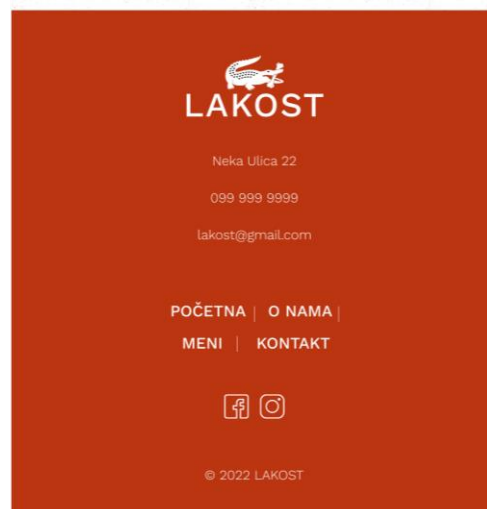 LAKOST
Neka Ulica 22
099 999 9999
lakost@gmail.com
POČETNA | O NAMA |
MENI | KONTAKT
© 2022 LAKOST